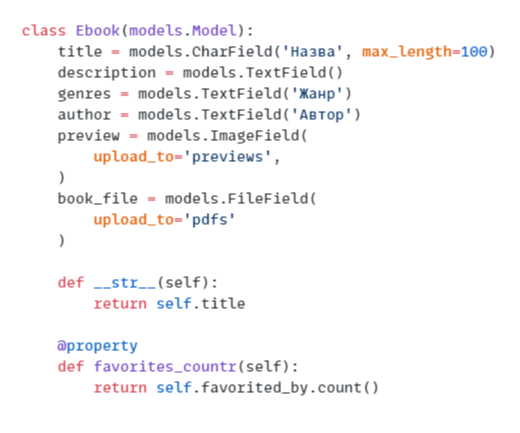 class Ebook(models.Model):
    title = models.CharField('Назва', max_length=100)
    description = models.TextField()
    genres = models.TextField('Жанр')
    author = models.TextField('Автор')
    preview = models.ImageField(
        upload_to='previews',
    )
    book_file = models.FileField(
        upload_to='pdfs'
    )

    def __str__(self):
        return self.title

    @property
    def favorites_countr(self):
        return self.favorited_by.count()